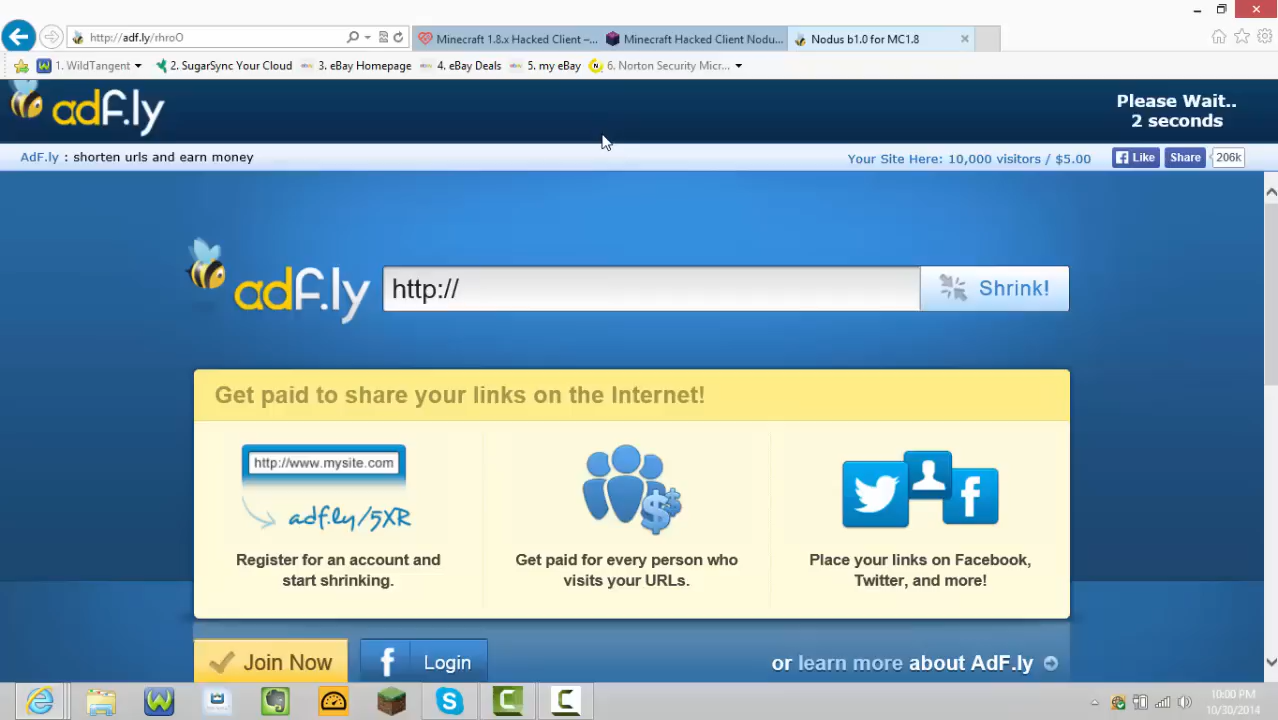 http://adf.ly/rhroO
Minecraft 1.8.x Hacked Client –...
Minecraft Hacked Client Nodu...
Nodus b1.0 for MC1.8
1. WildTangent
2. SugarSync Your Cloud
3. eBay Homepage
4. eBay Deals
5. my eBay
6. Norton Security Micr...
adf.ly
Please Wait..
2 seconds
AdF.ly : shorten urls and earn money
Your Site Here: 10,000 visitors / $5.00
Like
Share
206k
adf.ly
http://
Shrink!
Get paid to share your links on the Internet!
http://www.mysite.com
adf.ly/5XR
Register for an account and
start shrinking.
Get paid for every person who
visits your URLs.
Place your links on Facebook,
Twitter, and more!
Join Now
Login
or learn more about AdF.ly
10:00 PM
10/30/2014